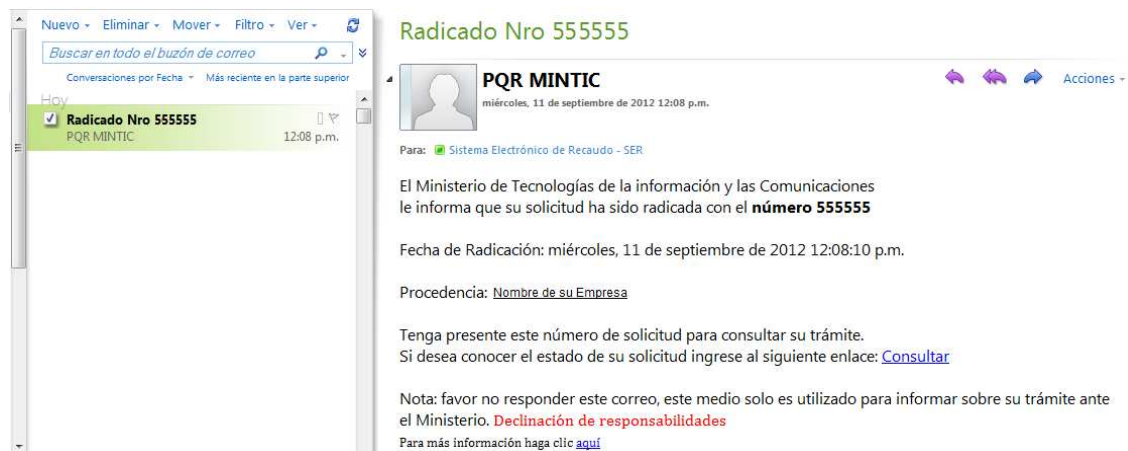 Nuevo Eliminar Mover Filtro Ver
Buscar en todo el buzón de correo
Conversaciones por Fecha Más reciente en la parte superior
Hoy
Radicado Nro 555555
PQR MINTIC 12:08 p.m.
Radicado Nro 555555
PQR MINTIC
Acciones
miércoles, 11 de septiembre de 2012 12:08 p.m.
Para: Sistema Electrónico de Recaudo - SER
El Ministerio de Tecnologías de la información y las Comunicaciones
le informa que su solicitud ha sido radicada con el número 555555
Fecha de Radicación: miércoles, 11 de septiembre de 2012 12:08:10 p.m.
Procedencia: Nombre de su Empresa
Tenga presente este número de solicitud para consultar su trámite.
Si desea conocer el estado de su solicitud ingrese al siguiente enlace: Consultar
Nota: favor no responder este correo, este medio solo es utilizado para informar sobre su trámite ante
el Ministerio. Declinación de responsabilidades
Para más información haga clic aquí